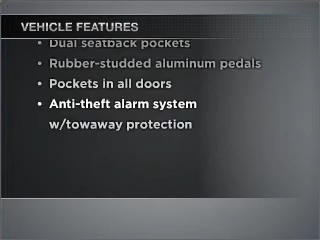 VEHICLE FEATURES
• Dual seatback pockets
• Rubber-studded aluminum pedals
• Pockets in all doors
• Anti-theft alarm system
w/towaway protection